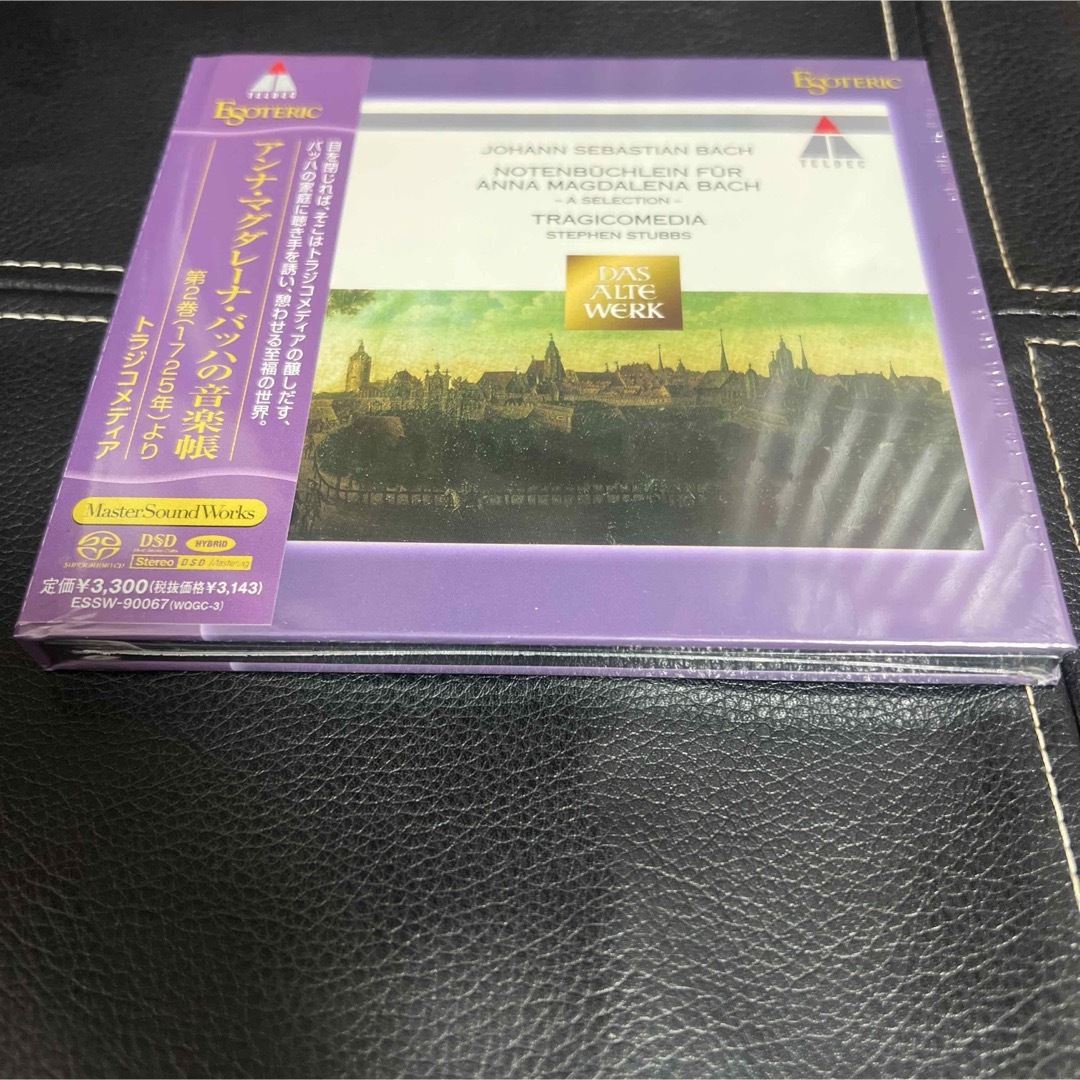 TELDEC
ESOTERIC
目を閉じれば、そこはトラジコメディアの醸しだす、
バッハの家庭に聴き手を誘い、憩わせる至福の世界。
アンナ・マグダレーナ・バッハの音楽帳
第2巻(1725年)より
トラジコメディア
MasterSoundWorks
SUPER AUDIO CD
DSD
HYBRID
Stereo
DSD Mastering
定価¥3,300(税抜価格¥3,143)
ESSW-90067(WQGC-3)
ESOTERIC
TELDEC
JOHANN SEBASTIAN BACH
NOTENBÜCHLEIN FÜR
ANNA MAGDALENA BACH
– A SELECTION –
TRAGICOMEDIA
STEPHEN STUBBS
DAS
ALTE
WERK